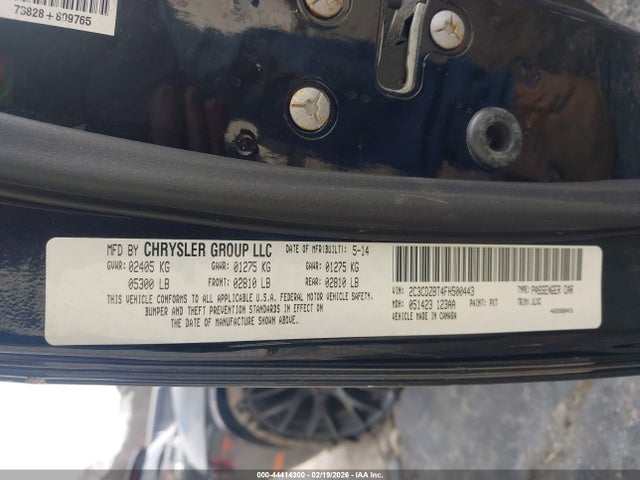 73828+809765
MFD BY CHRYSLER GROUP LLC DATE OF MFR(BUILT): 5-14
GVWR: 02405 KG GAWR: 01275 KG GAWR: 01275 KG
05300 LB FRONT: 02810 LB REAR: 02810 LB
THIS VEHICLE CONFORMS TO ALL APPLICABLE U.S.A. FEDERAL MOTOR VEHICLE SAFETY,
BUMPER AND THEFT PREVENTION STANDARDS IN EFFECT ON
THE DATE OF MANUFACTURE SHOWN ABOVE.
VIN: 2C3CDZBT4FH500443 TYPE: PASSENGER CAR
MDH: 051423 123AA PAINT: PXT TRIM: ULX2
VEHICLE MADE IN CANADA
000-44414300 - 02/19/2026 - IAA Inc.